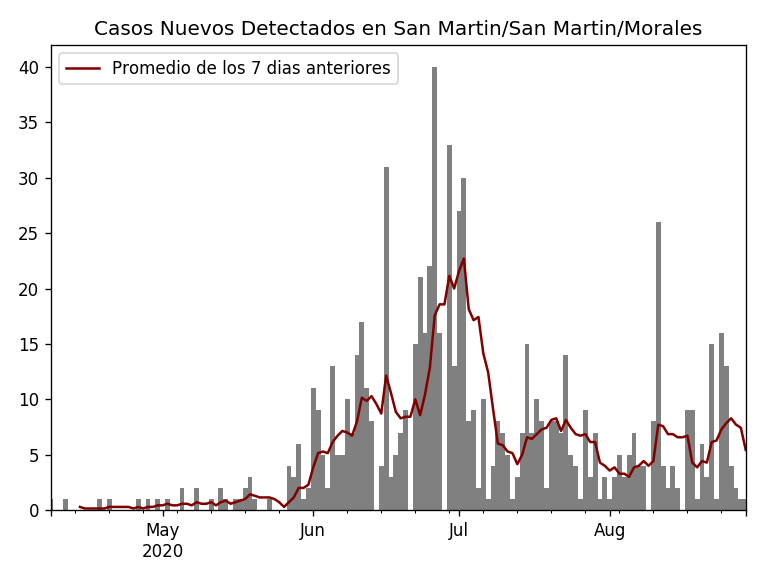 Casos Nuevos Detectados en San Martin/San Martin/Morales
Promedio de los 7 dias anteriores
40
35
30
25
20
15
10
5
0
May
2020
Jun
Jul
Aug